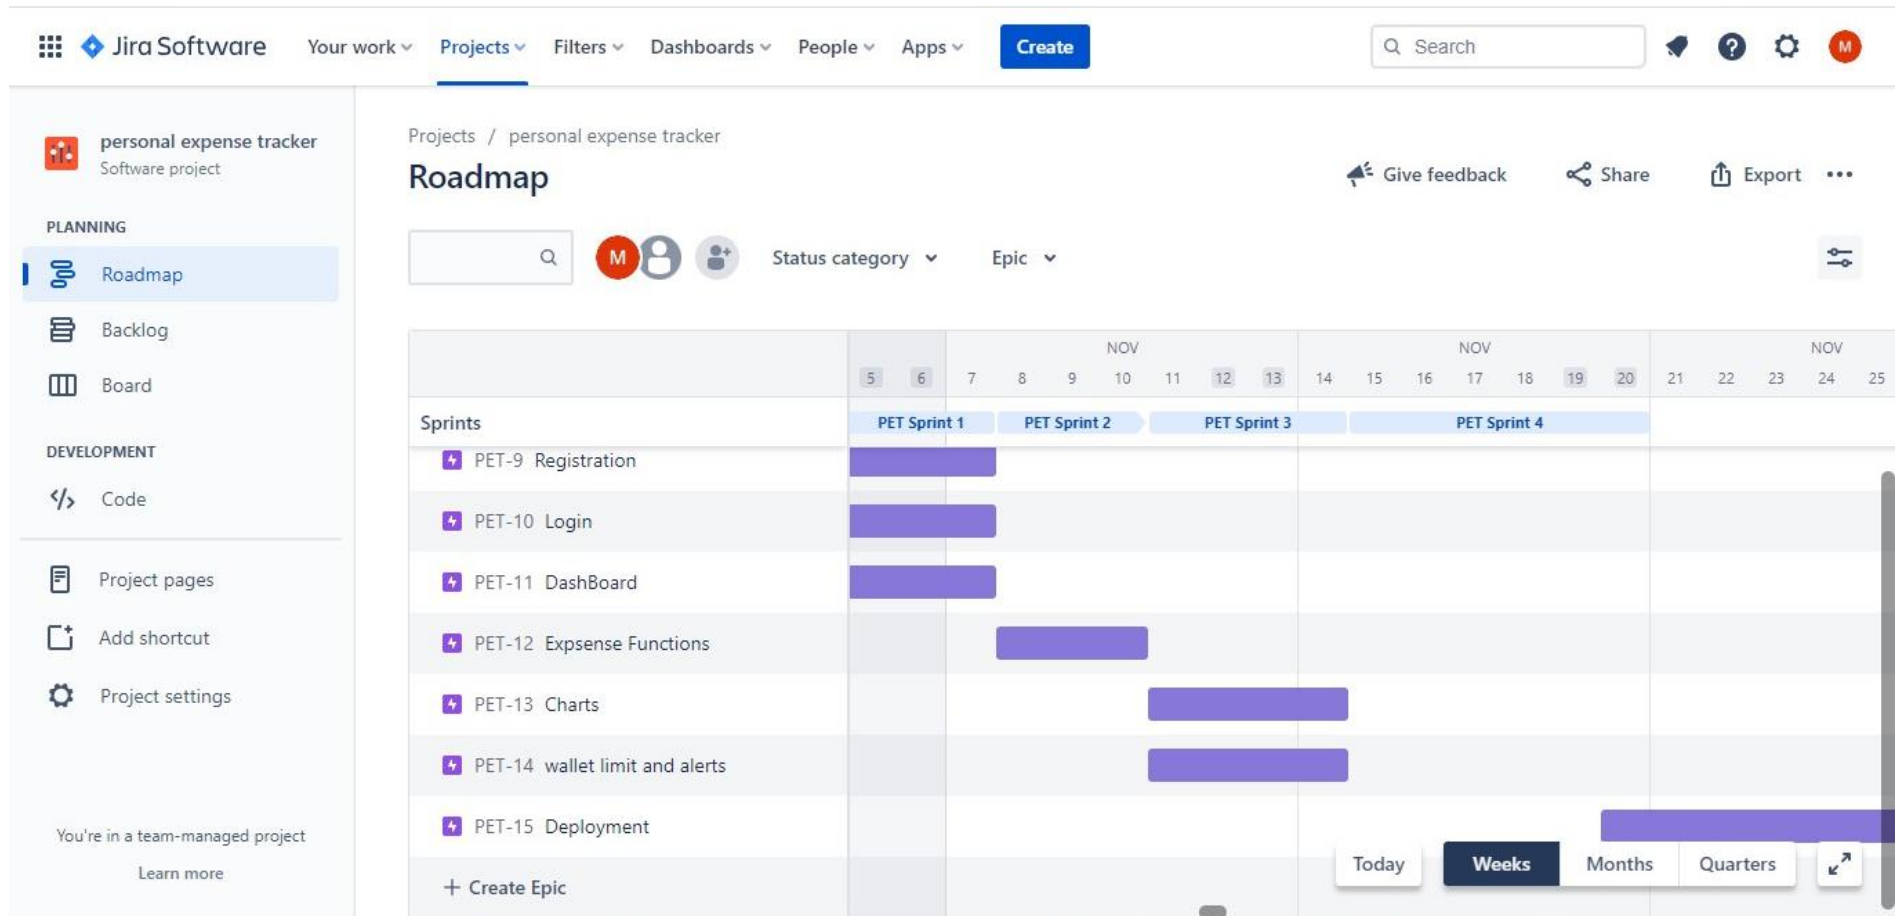 Jira Software Your work Projects Filters Dashboards People Apps Create Search M
personal expense tracker
Software project
PLANNING
Roadmap
Backlog
Board
DEVELOPMENT
Code
Project pages
Add shortcut
Project settings
You're in a team-managed project
Learn more
Projects / personal expense tracker
Roadmap
Give feedback Share Export
M Status category Epic
NOV NOV NOV
5 6 7 8 9 10 11 12 13 14 15 16 17 18 19 20 21 22 23 24 25
Sprints PET Sprint 1 PET Sprint 2 PET Sprint 3 PET Sprint 4
PET-9 Registration
PET-10 Login
PET-11 DashBoard
PET-12 Expsense Functions
PET-13 Charts
PET-14 wallet limit and alerts
PET-15 Deployment
Today Weeks Months Quarters
+ Create Epic